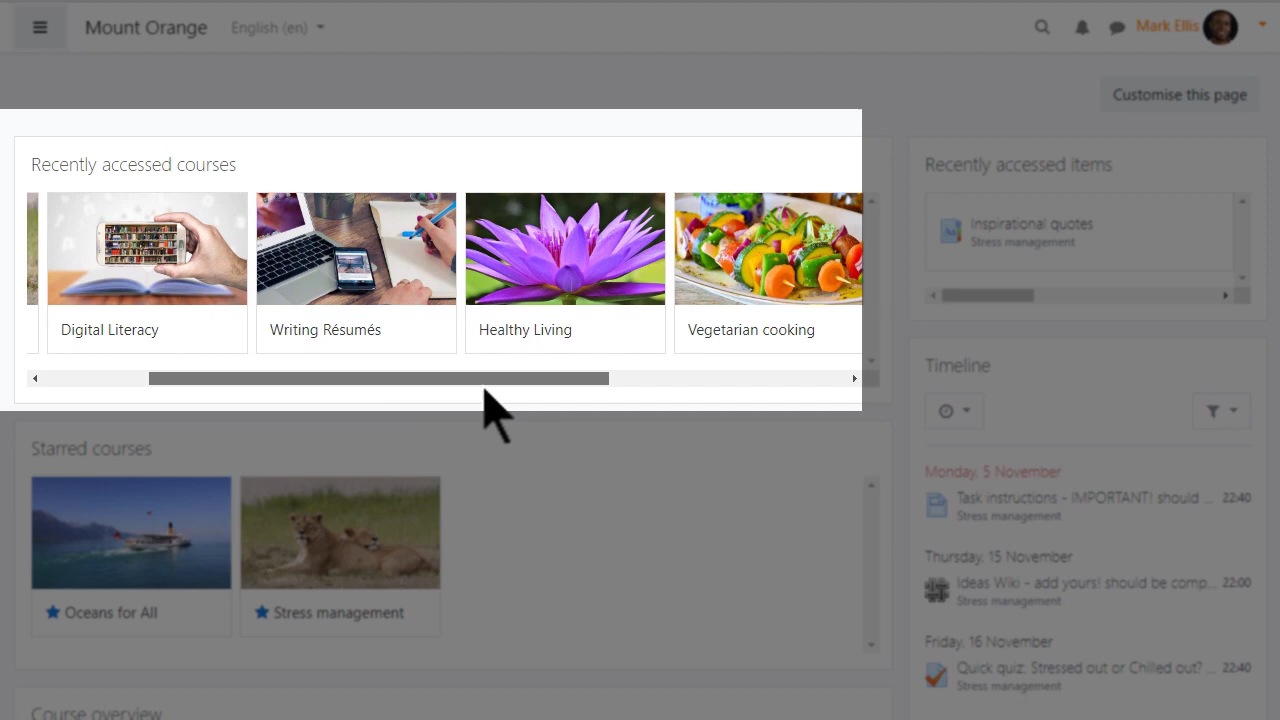 Mount Orange English (en)
Mark Ellis
Customise this page
Recently accessed courses
Digital Literacy
Writing Résumés
Healthy Living
Vegetarian cooking
Starred courses
Oceans for All
Stress management
Course overview
Recently accessed items
Inspirational quotes
Stress management
Timeline
Monday, 5 November
Task instructions - IMPORTANT! should ... 22:40
Stress management
Thursday, 15 November
Ideas Wiki - add yours! should be comp... 22:00
Stress management
Friday, 16 November
Quick quiz: Stressed out or Chilled out? ... 22:40
Stress management